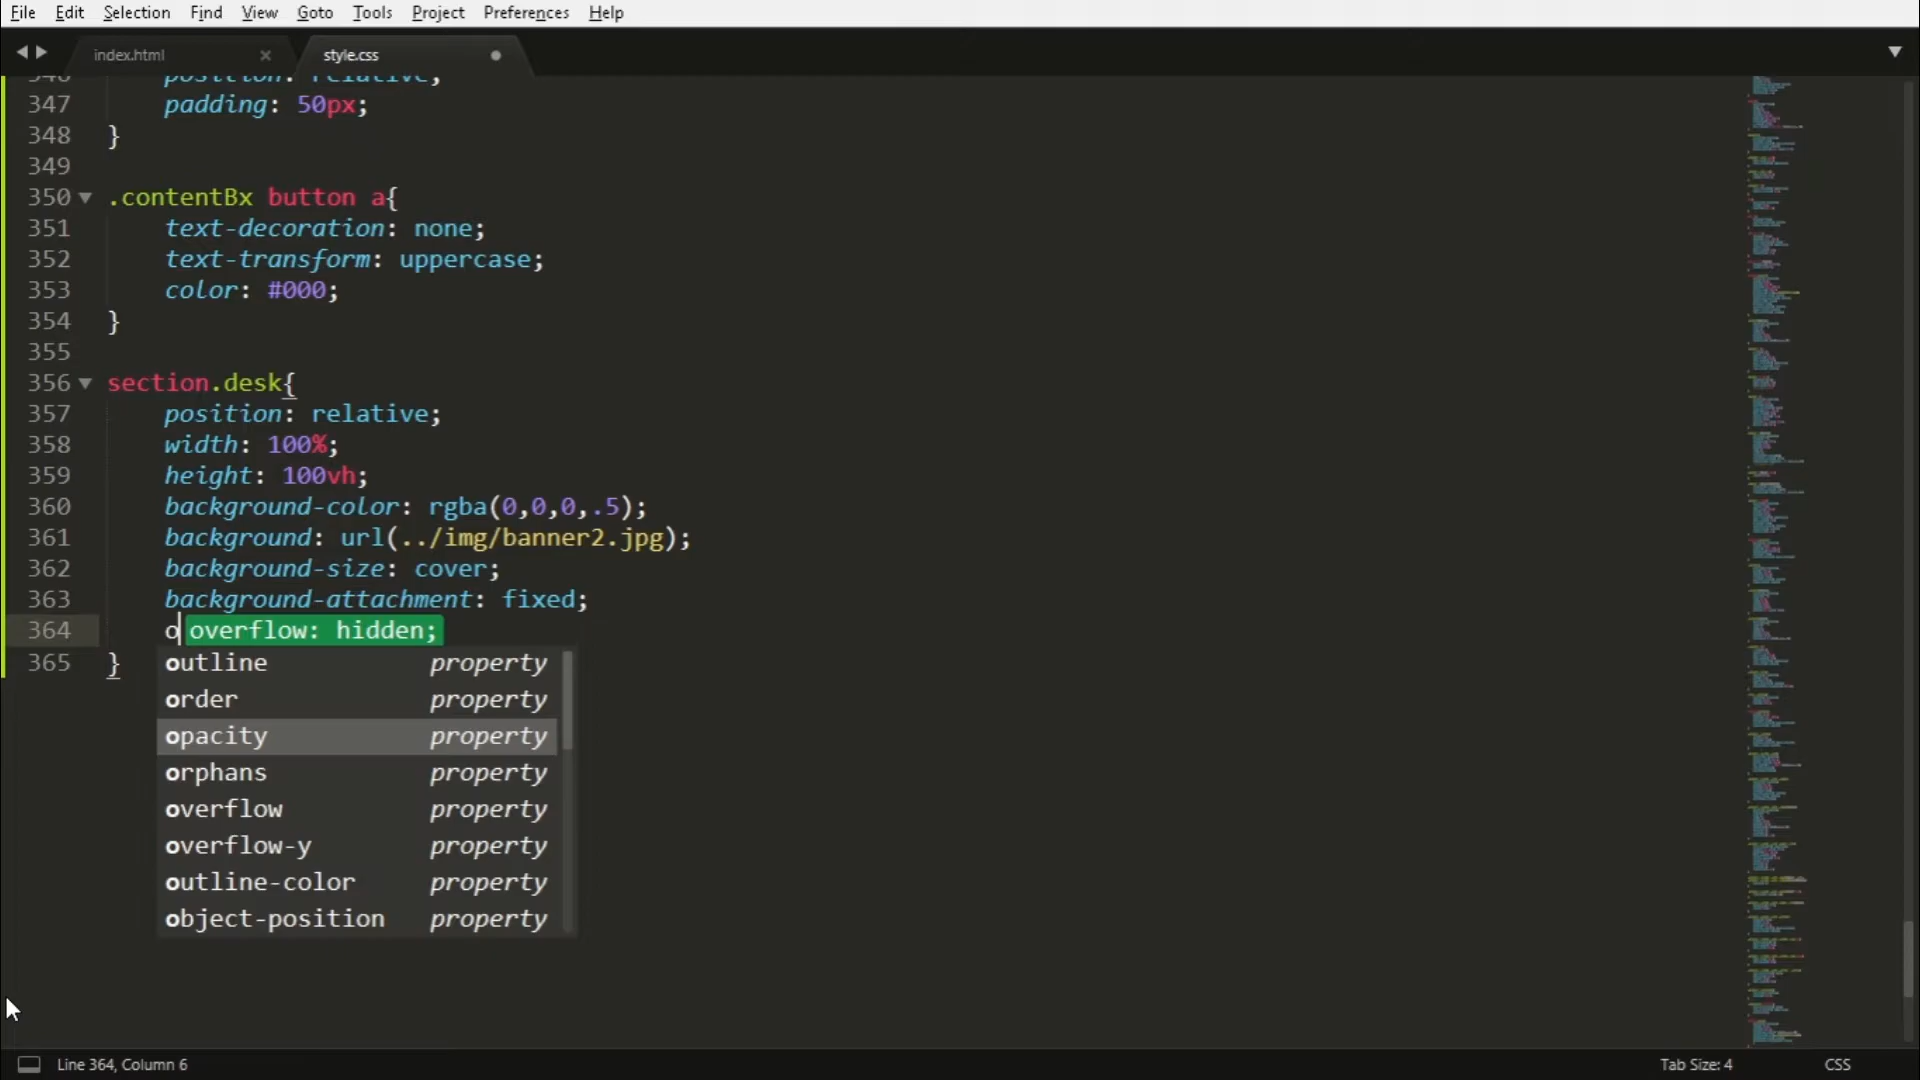 File Edit Selection Find View Goto Tools Project Preferences Help
index.html style.css
346 position: relative;
347 padding: 50px;
348 }
349
350 .contentBx button a{
351 text-decoration: none;
352 text-transform: uppercase;
353 color: #000;
354 }
355
356 section.desk{
357 position: relative;
358 width: 100%;
359 height: 100vh;
360 background-color: rgba(0,0,0,.5);
361 background: url(../img/banner2.jpg);
362 background-size: cover;
363 background-attachment: fixed;
364 o overflow: hidden;
365 }
outline property
order property
opacity property
orphans property
overflow property
overflow-y property
outline-color property
object-position property
Line 364, Column 6 Tab Size: 4 CSS